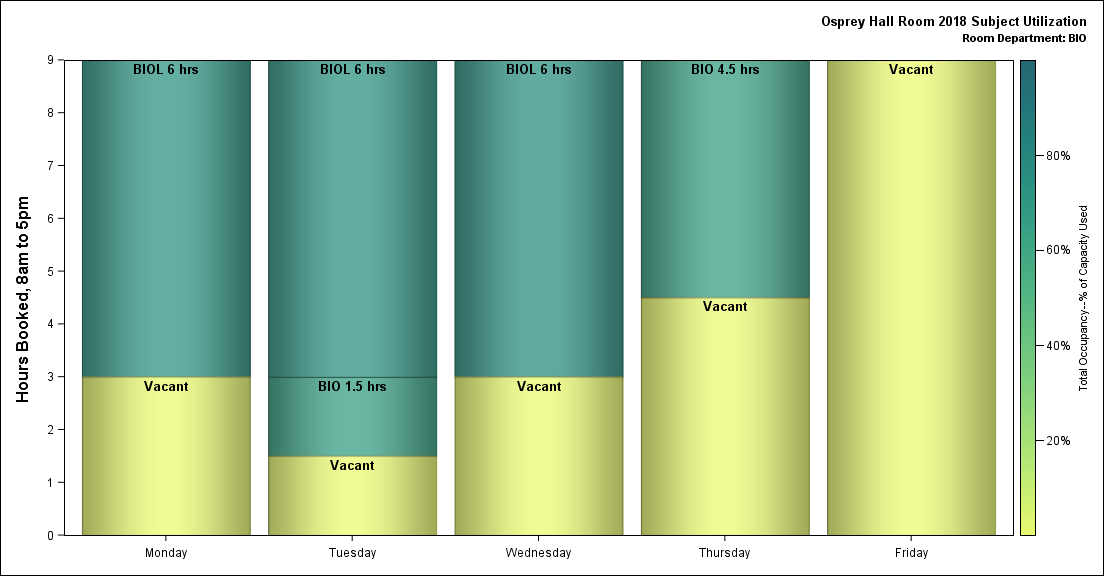 Osprey Hall Room 2018 Subject Utilization
Room Department: BIO
Hours Booked, 8am to 5pm
9
8
7
6
5
4
3
2
1
0
BIOL 6 hrs
Vacant
BIOL 6 hrs
BIO 1.5 hrs
Vacant
BIOL 6 hrs
Vacant
BIO 4.5 hrs
Vacant
Vacant
Monday
Tuesday
Wednesday
Thursday
Friday
80%
60%
40%
20%
Total Occupancy--% of Capacity Used